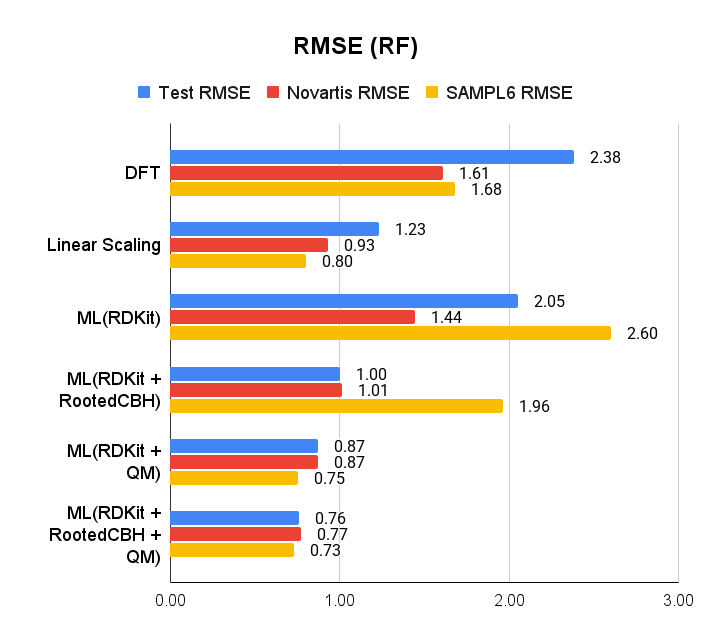 RMSE (RF)
Test RMSE Novartis RMSE SAMPL6 RMSE
DFT
2.38
1.61
1.68
Linear Scaling
1.23
0.93
0.80
ML(RDKit)
2.05
1.44
2.60
ML(RDKit +
RootedCBH)
1.00
1.01
1.96
ML(RDKit +
QM)
0.87
0.87
0.75
ML(RDKit +
RootedCBH +
QM)
0.76
0.77
0.73
0.00 1.00 2.00 3.00